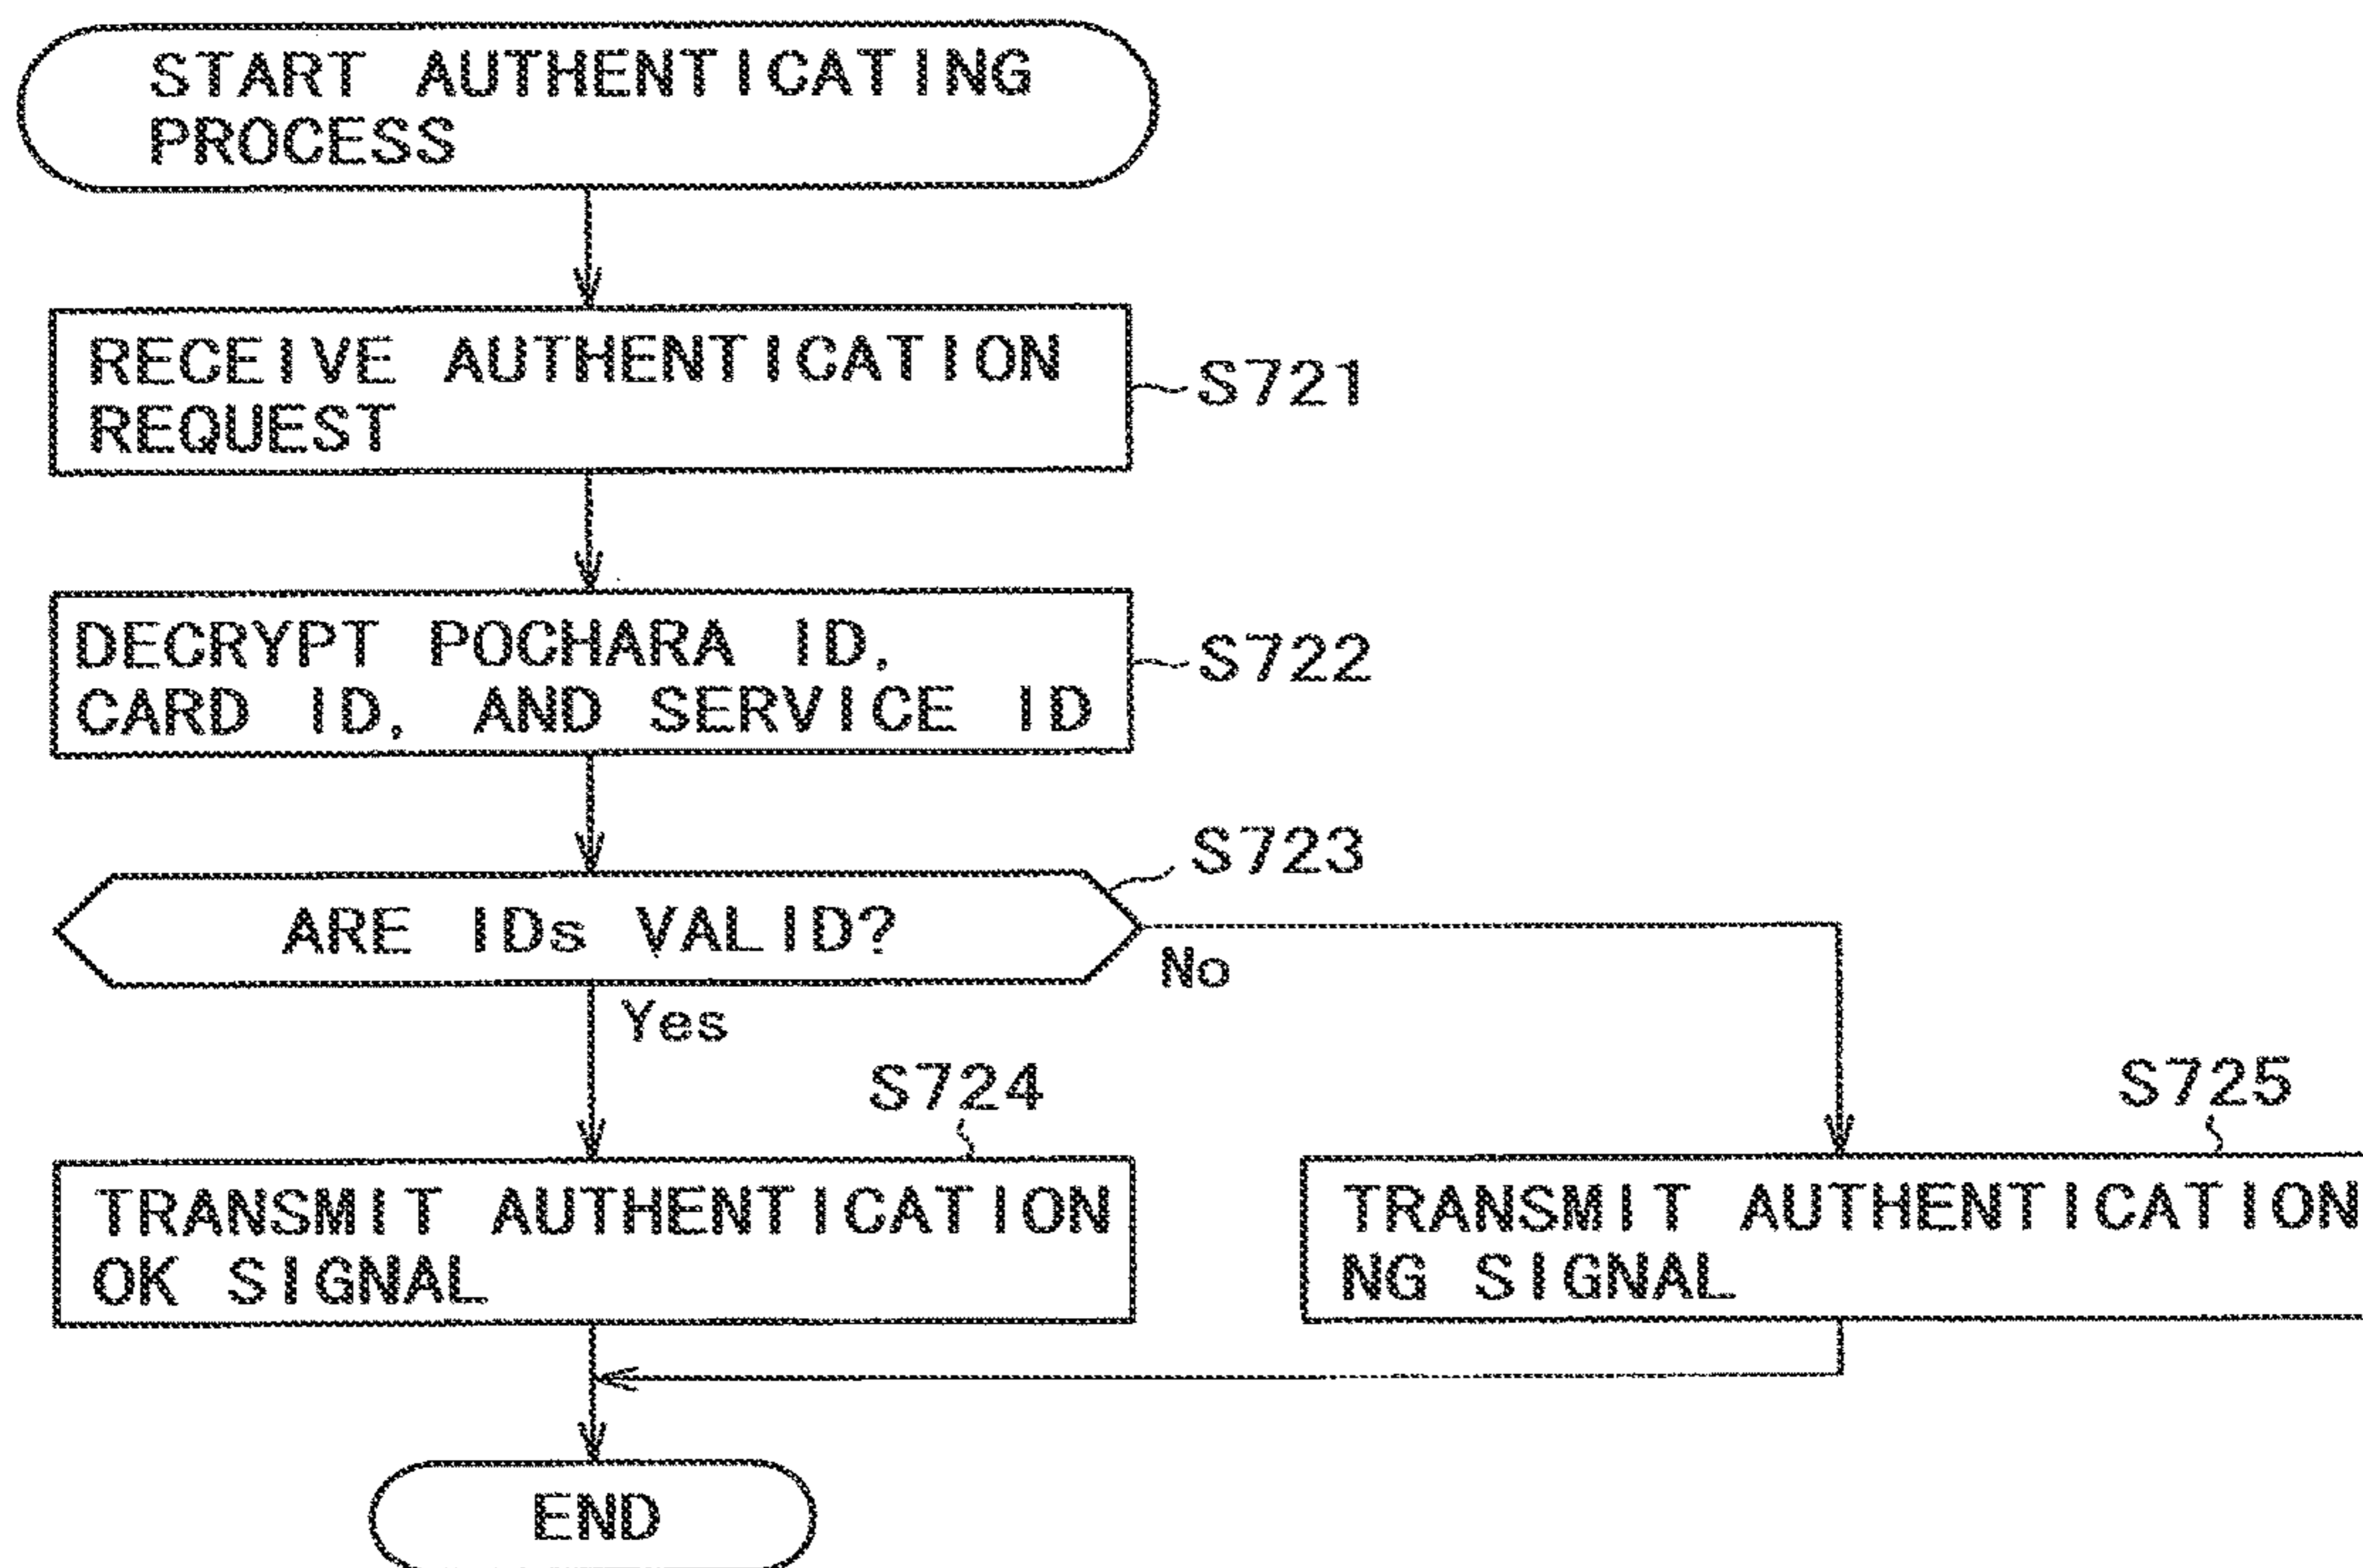 START AUTHENTICATING
PROCESS
RECEIVE AUTHENTICATION
REQUEST
S721
DECRYPT POCHARA ID,
CARD ID, AND SERVICE ID
S722
S723
ARE IDs VALID?
No
Yes
S724
S725
TRANSMIT AUTHENTICATION
OK SIGNAL
TRANSMIT AUTHENTICATION
NG SIGNAL
END